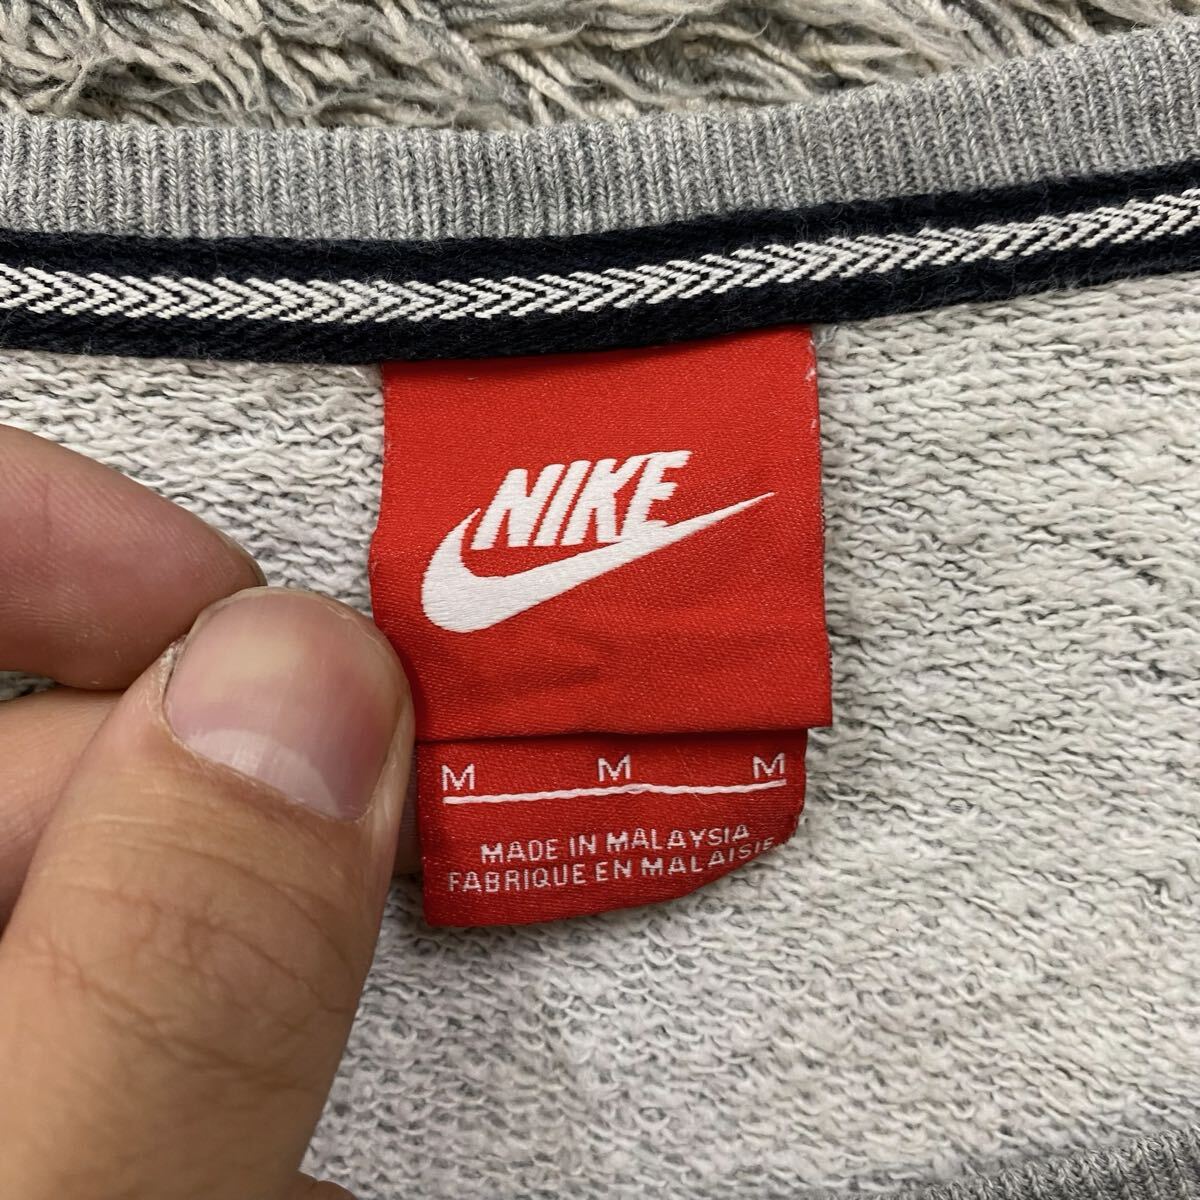 NIKE
M M M
MADE IN MALAYSIA
FABRIQUE EN MALAISIE